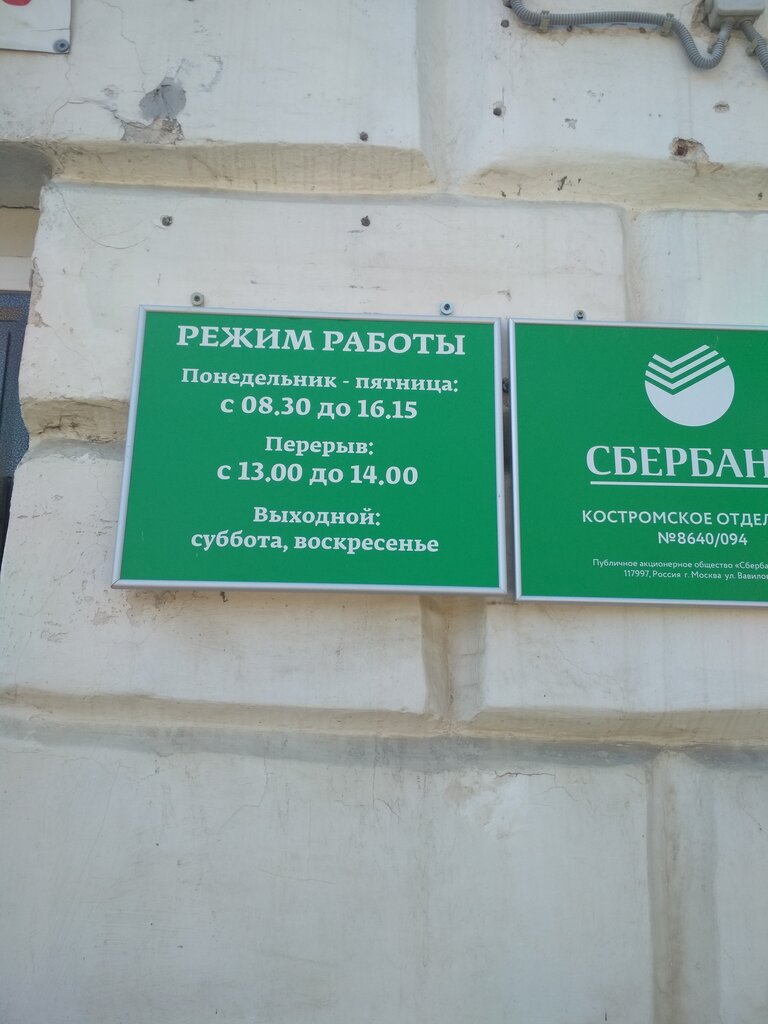 РЕЖИМ РАБОТЫ
Понедельник - пятница:
с 08.30 до 16.15
Перерыв:
с 13.00 до 14.00
Выходной:
суббота, воскресенье
СБЕРБАН
КОСТРОМСКОЕ ОТДЕЛ
№8640/094
Публичное акционерное общество «Сберба
117997, Россия г. Москва ул. Вавилов